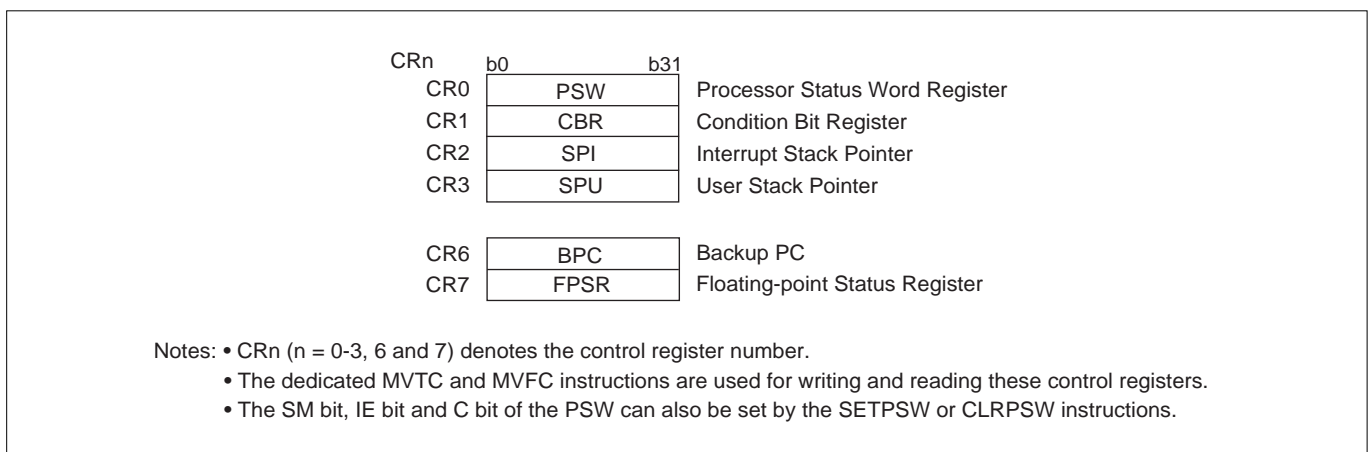 CRn b0 b31
CR0 PSW Processor Status Word Register
CR1 CBR Condition Bit Register
CR2 SPI Interrupt Stack Pointer
CR3 SPU User Stack Pointer
CR6 BPC Backup PC
CR7 FPSR Floating-point Status Register
Notes: • CRn (n = 0-3, 6 and 7) denotes the control register number.
• The dedicated MVTC and MVFC instructions are used for writing and reading these control registers.
• The SM bit, IE bit and C bit of the PSW can also be set by the SETPSW or CLRPSW instructions.